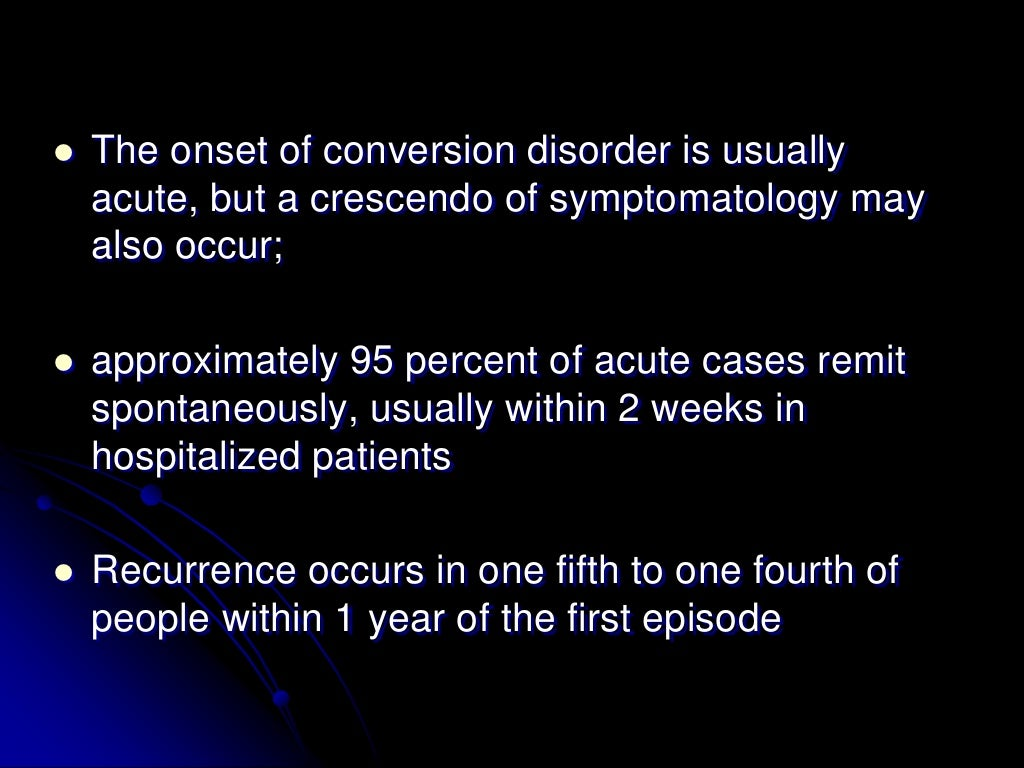 The onset of conversion disorder is usually
acute, but a crescendo of symptomatology may
also occur;
approximately 95 percent of acute cases remit
spontaneously, usually within 2 weeks in
hospitalized patients
Recurrence occurs in one fifth to one fourth of
people within 1 year of the first episode